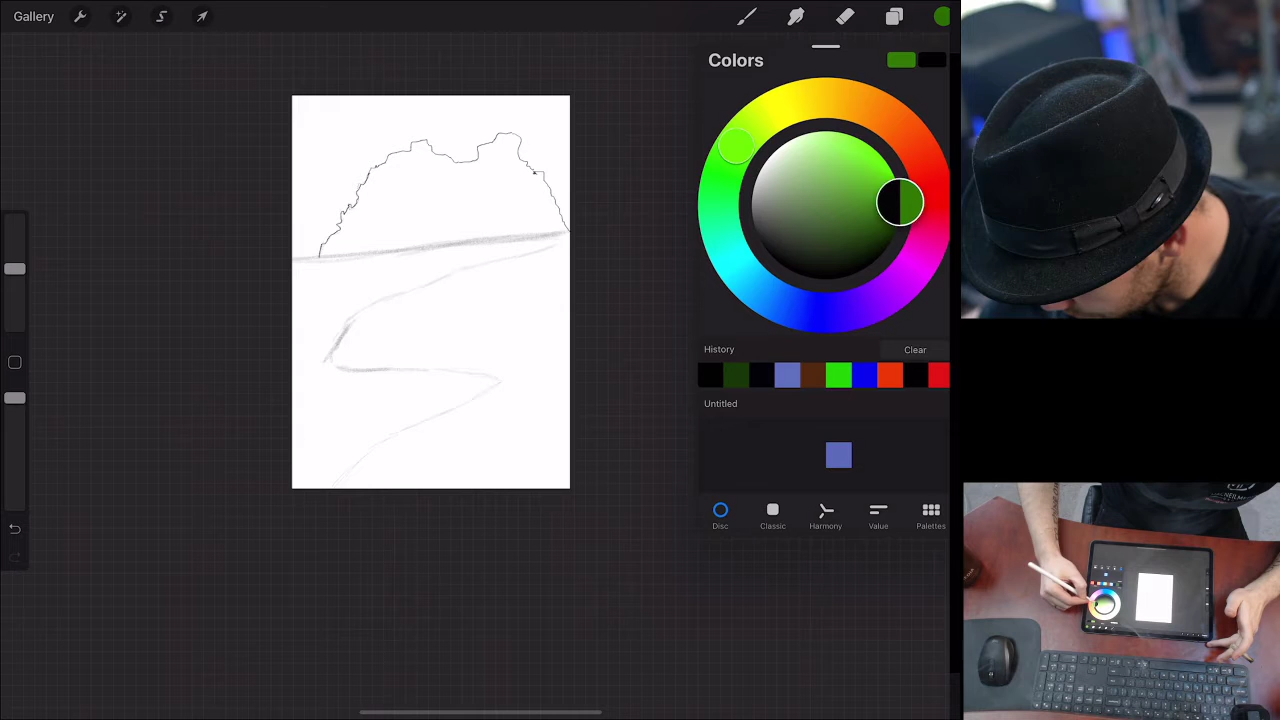 Gallery
Colors
History
Clear
Untitled
Disc
Classic
Harmony
Value
Palettes